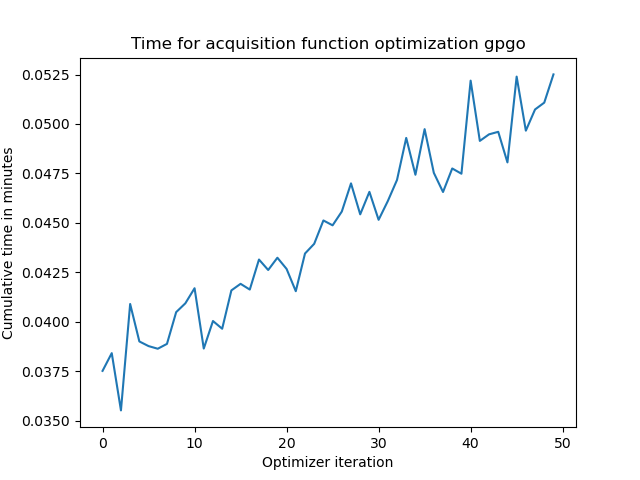 Time for acquisition function optimization gpgo
0.0525
0.0500
0.0475
0.0450
0.0425
0.0400
0.0375
0.0350
Cumulative time in minutes
0 10 20 30 40 50
Optimizer iteration